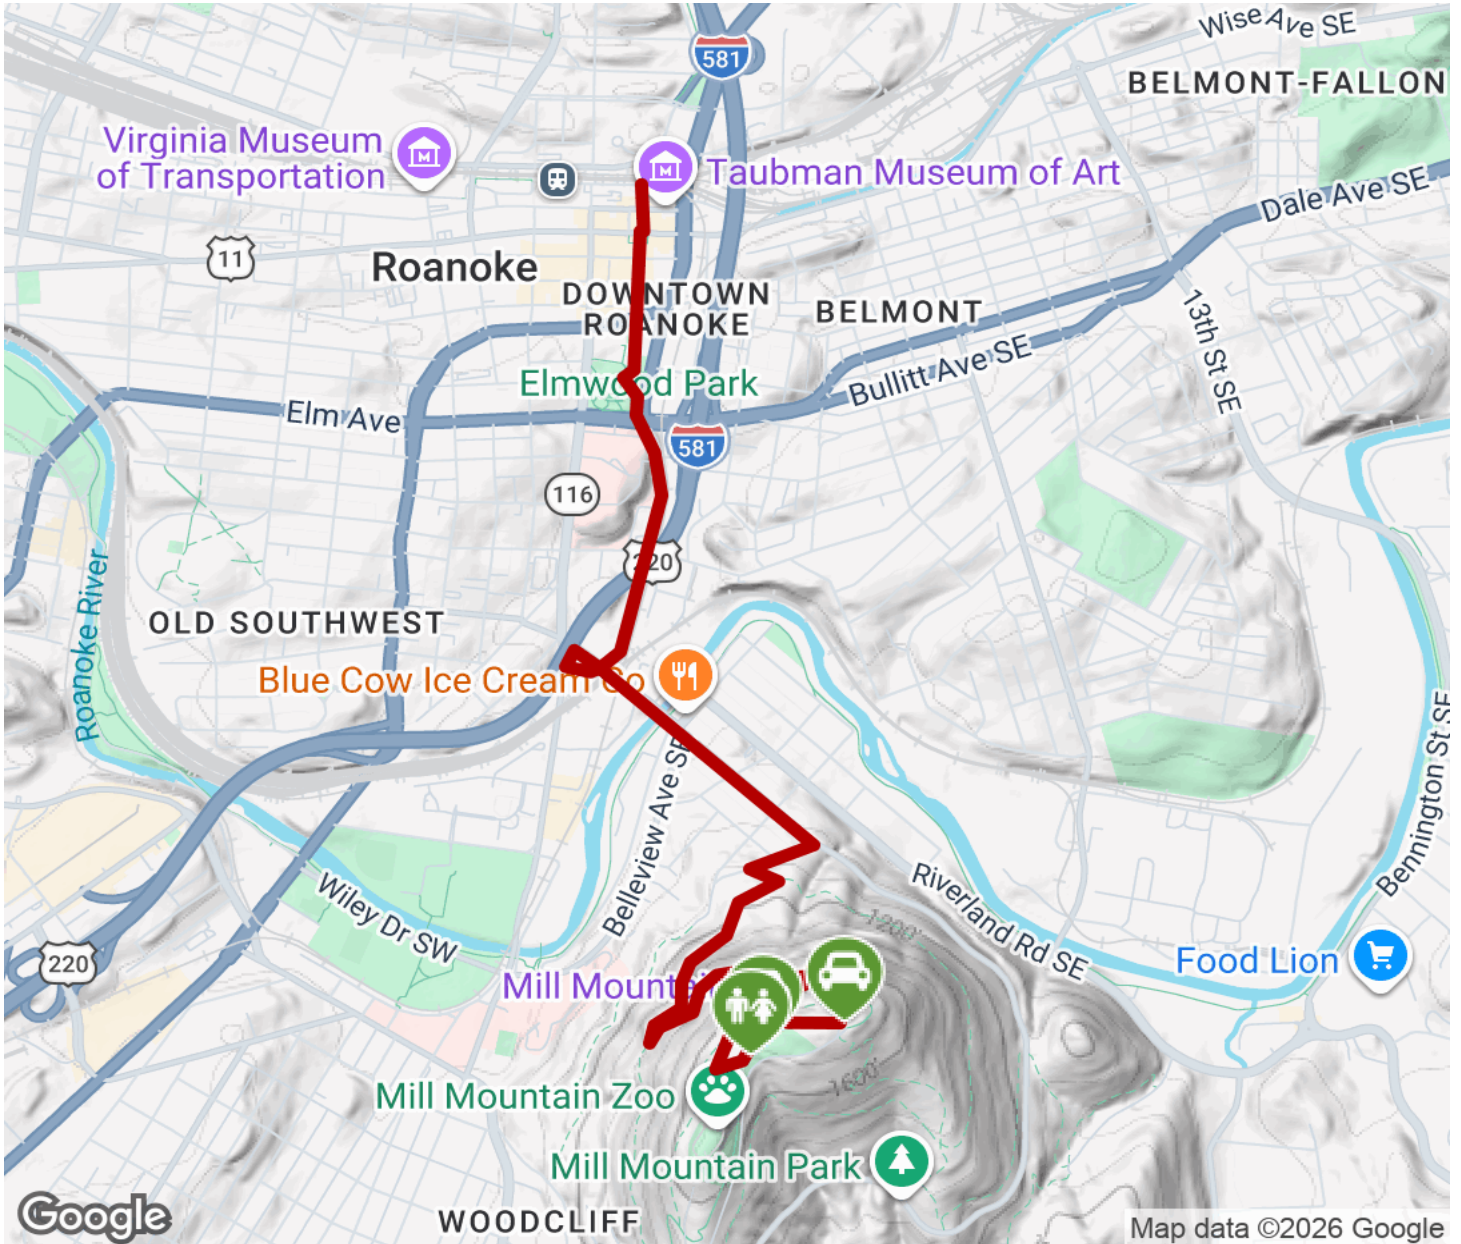 Wise Ave SE
581
BELMONT-FALLON
Virginia Museum
of Transportation
Taubman Museum of Art
Dale Ave SE
11
Roanoke
DOWNTOWN
ROANOKE
BELMONT
13th St SE
Bullitt Ave SE
Elmwood Park
Elm Ave
581
116
220
Roanoke River
OLD SOUTHWEST
Blue Cow Ice Cream Co
Belleview Ave SE
Bennington St SE
Riverland Rd SE
Wiley Dr SW
1200'
220
Food Lion
Mill Mountain
1600'
Mill Mountain Zoo
Mill Mountain Park
WOODCLIFF
Google
Map data ©2026 Google